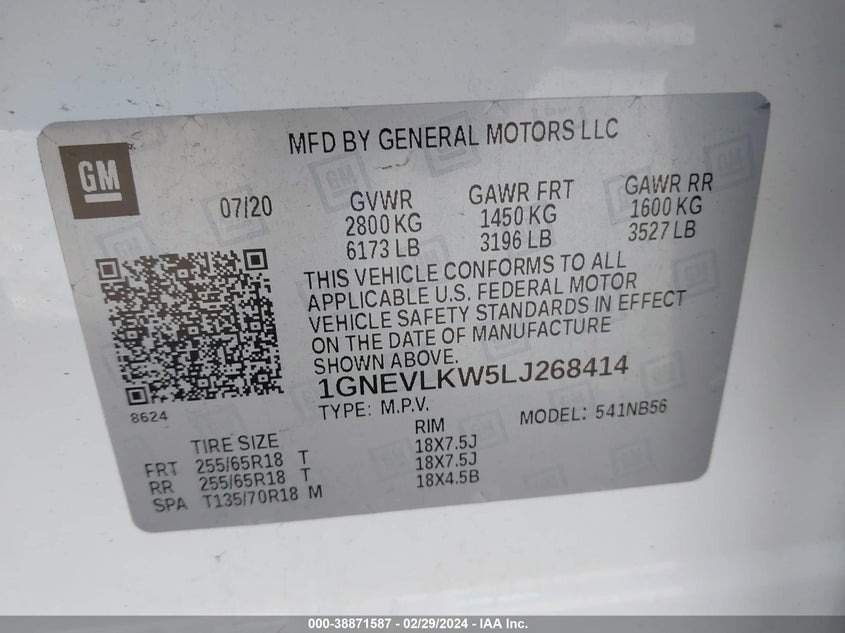 MFD BY GENERAL MOTORS LLC
GM
07/20
GVWR GAWR FRT GAWR RR
2800 KG 1450 KG 1600 KG
6173 LB 3196 LB 3527 LB
THIS VEHICLE CONFORMS TO ALL
APPLICABLE U.S. FEDERAL MOTOR
VEHICLE SAFETY STANDARDS IN EFFECT
ON THE DATE OF MANUFACTURE
SHOWN ABOVE.
1GNEVLKW5LJ268414
8624
TYPE: M.P.V. MODEL: 541NB56
TIRE SIZE RIM
FRT 255/65R18 T 18X7.5J
RR 255/65R18 T 18X7.5J
SPA T135/70R18 M 18X4.5B
000-38871587 - 02/29/2024 - IAA Inc.